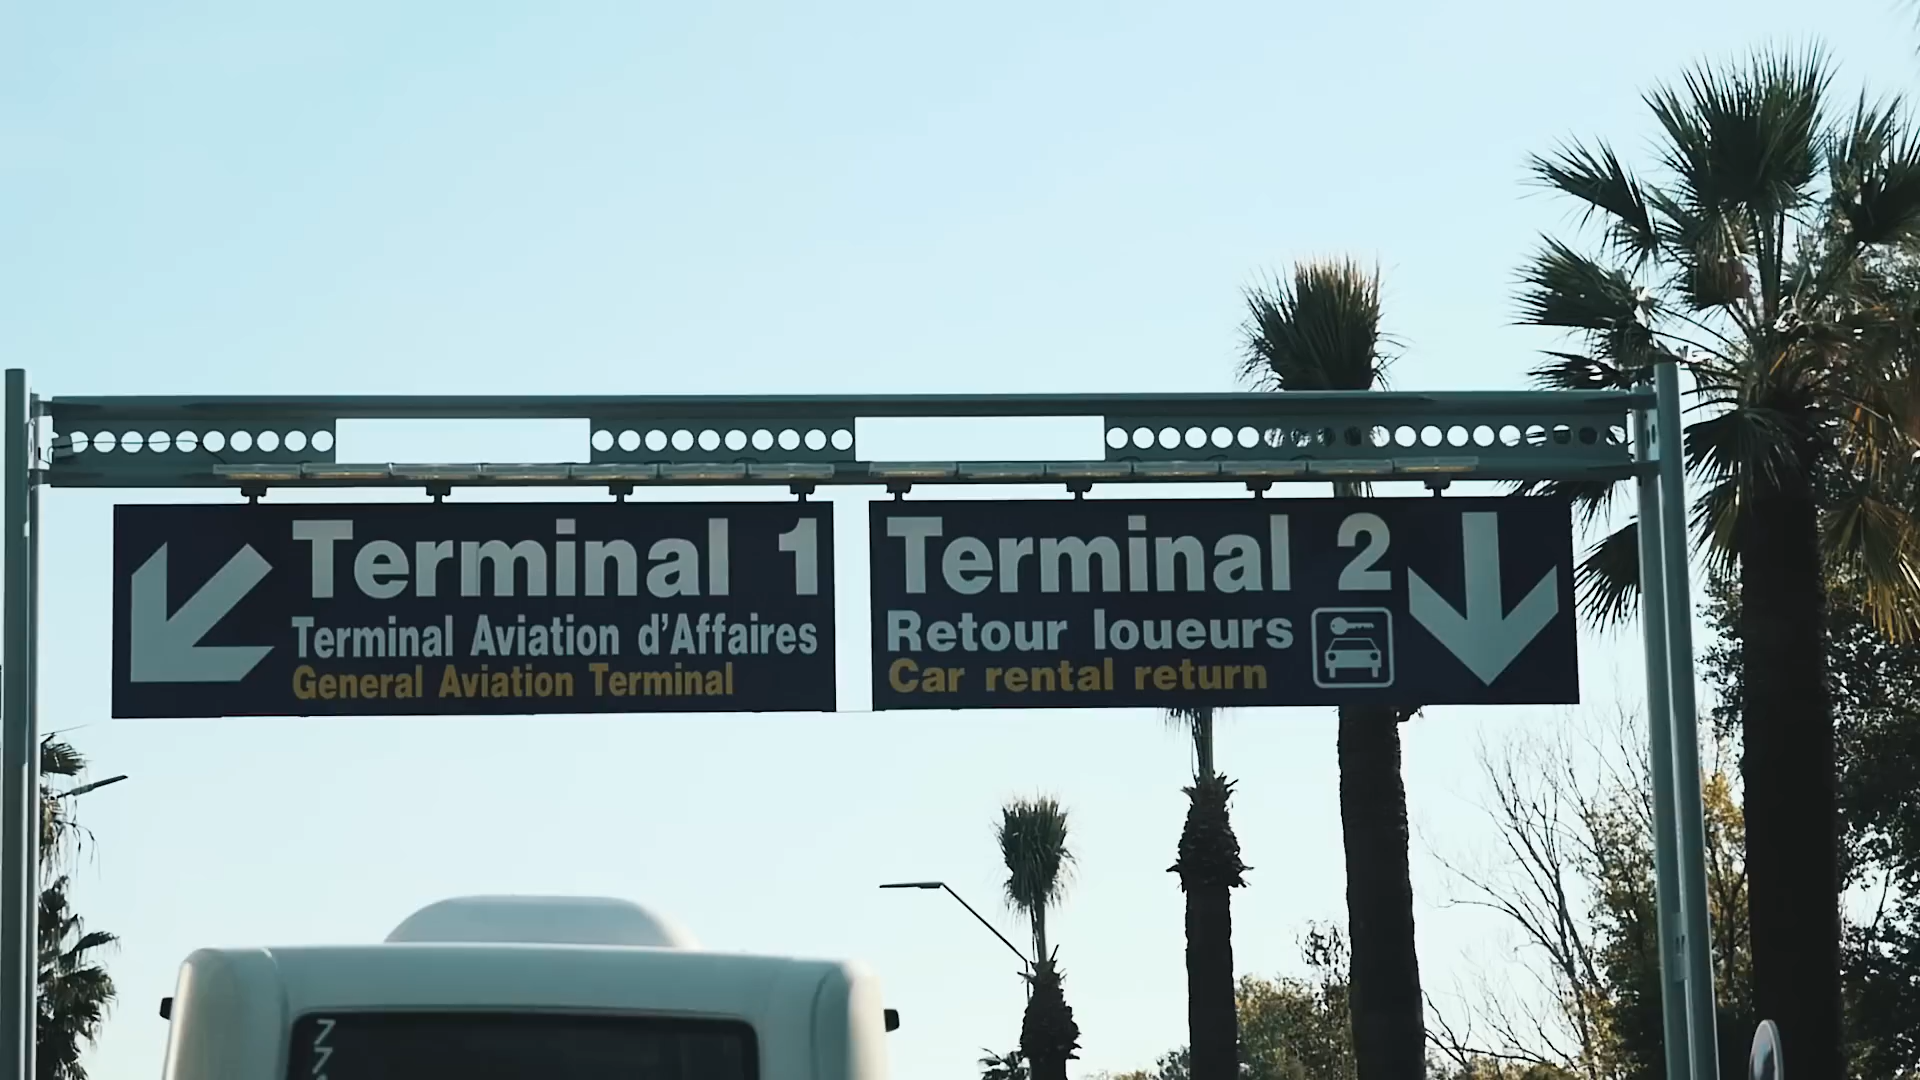 Terminal 1
Terminal Aviation d'Affaires
General Aviation Terminal
Terminal 2
Retour loueurs
Car rental return